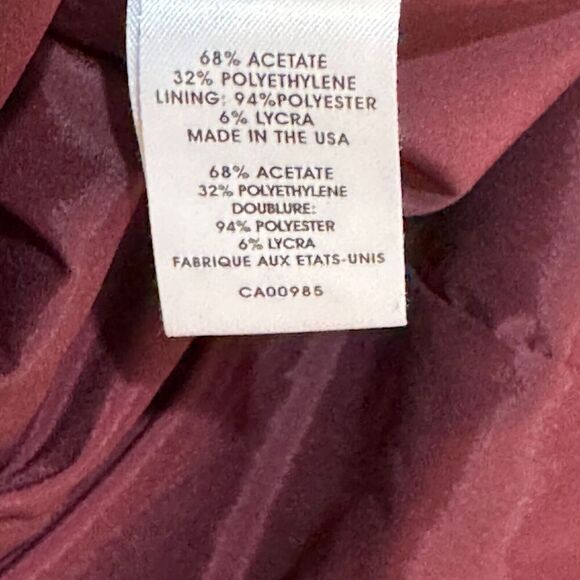 68% ACETATE
32% POLYETHYLENE
LINING: 94%POLYESTER
6% LYCRA
MADE IN THE USA
68% ACETATE
32% POLYETHYLENE
DOUBLURE:
94% POLYESTER
6% LYCRA
FABRIQUE AUX ETATS-UNIS
CA00985